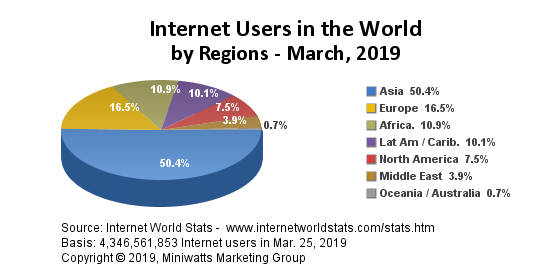 Internet Users in the World
by Regions - March, 2019
10.9%
10.1%
16.5%
7.5%
3.9%
0.7%
50.4%
Asia 50.4%
Europe 16.5%
Africa. 10.9%
Lat Am / Carib. 10.1%
North America 7.5%
Middle East 3.9%
Oceania / Australia 0.7%
Source: Internet World Stats - www.internetworldstats.com/stats.htm
Basis: 4,346,561,853 Internet users in Mar. 25, 2019
Copyright © 2019, Miniwatts Marketing Group